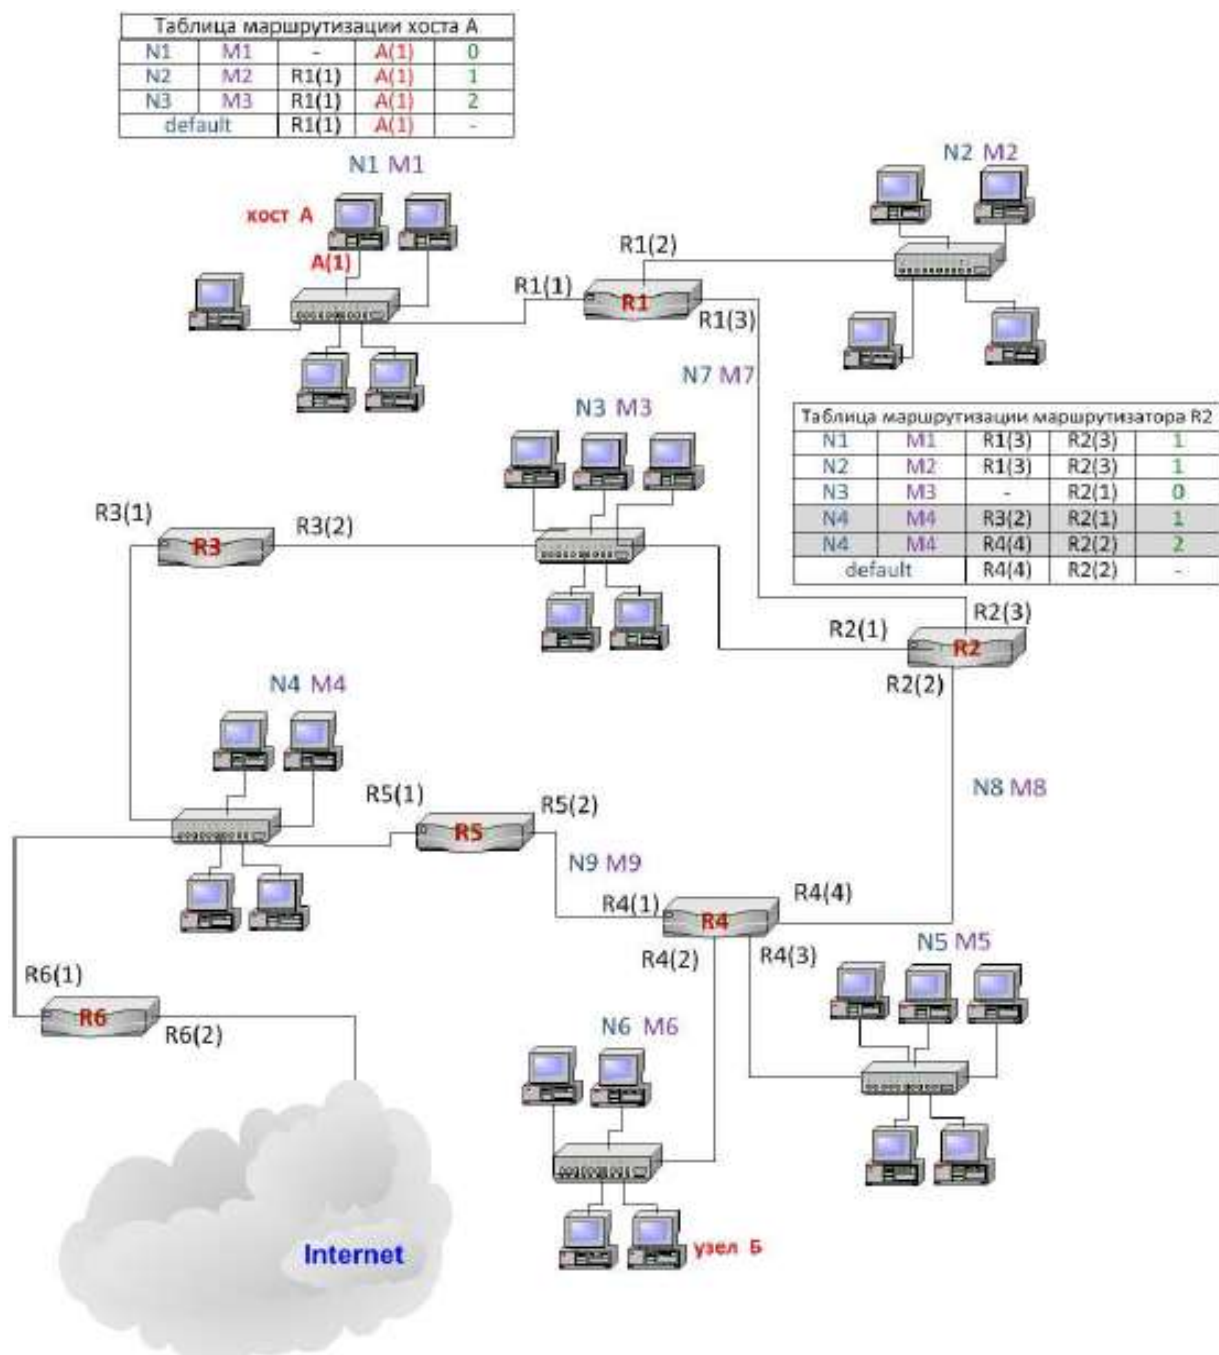 Таблица маршрутизации хоста А
N1 M1 - А(1) 0
N2 M2 R1(1) А(1) 1
N3 M3 R1(1) А(1) 2
default R1(1) А(1) -
N1 M1
хост А
А(1)
R1(1)
R1
R1(2)
R1(3)
N2 M2
N7 M7
N3 M3
Таблица маршрутизации маршрутизатора R2
N1 M1 R1(3) R2(3) 1
N2 M2 R1(3) R2(3) 1
N3 M3 - R2(1) 0
N4 M4 R3(2) R2(1) 1
N4 M4 R4(4) R2(2) 2
default R4(4) R2(2) -
R3(1)
R3
R3(2)
R2(1)
R2(3)
R2
R2(2)
N4 M4
N8 M8
R5(1)
R5
R5(2)
N9 M9
R4(1)
R4
R4(4)
R4(2)
R4(3)
N5 M5
R6(1)
R6
R6(2)
N6 M6
узел Б
Internet